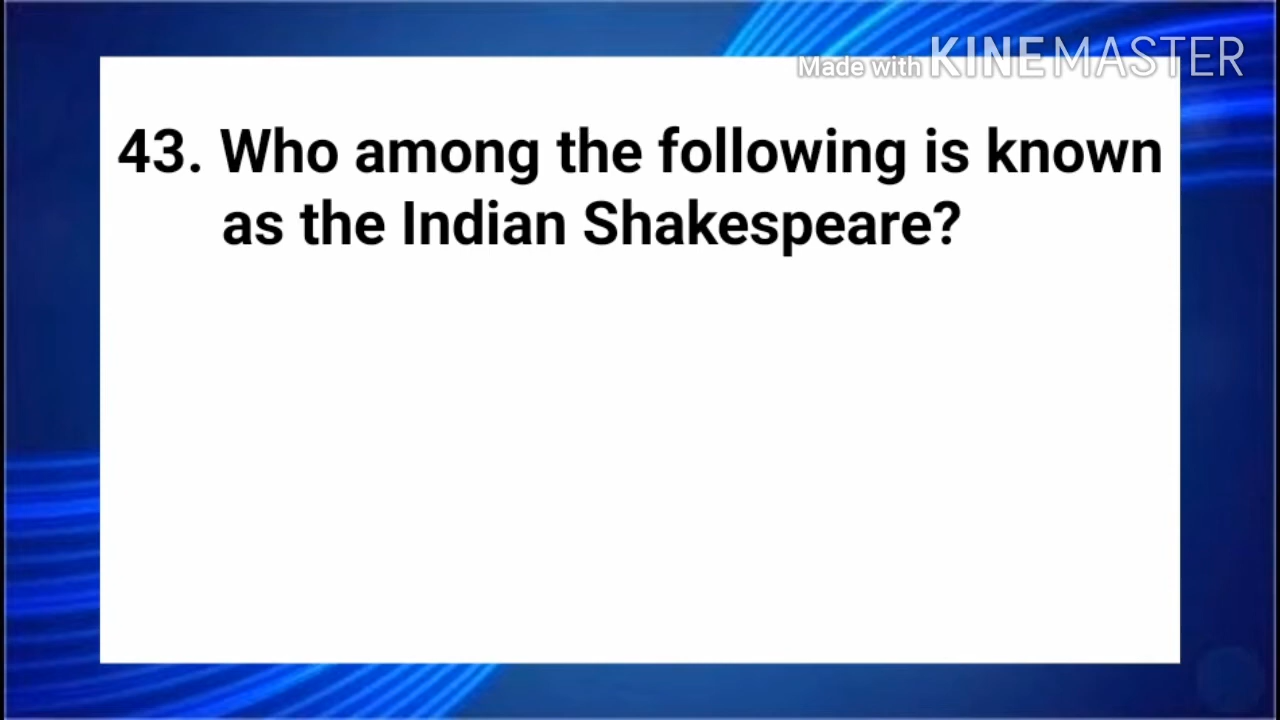 Made with KINEMASTER
43. Who among the following is known
as the Indian Shakespeare?